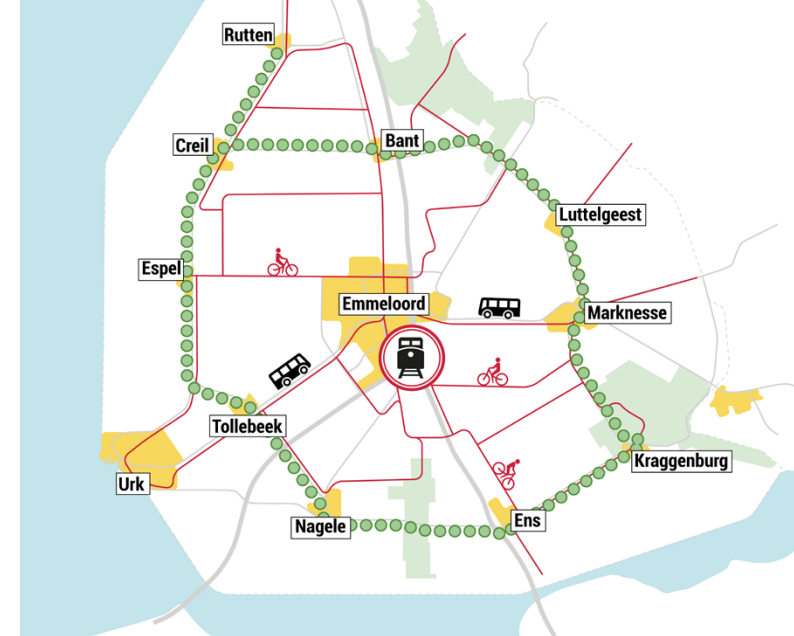 Rutten
Creil
Bant
Luttelgeest
Espel
Emmeloord
Marknesse
Tollebeek
Kraggenburg
Urk
Nagele
Ens